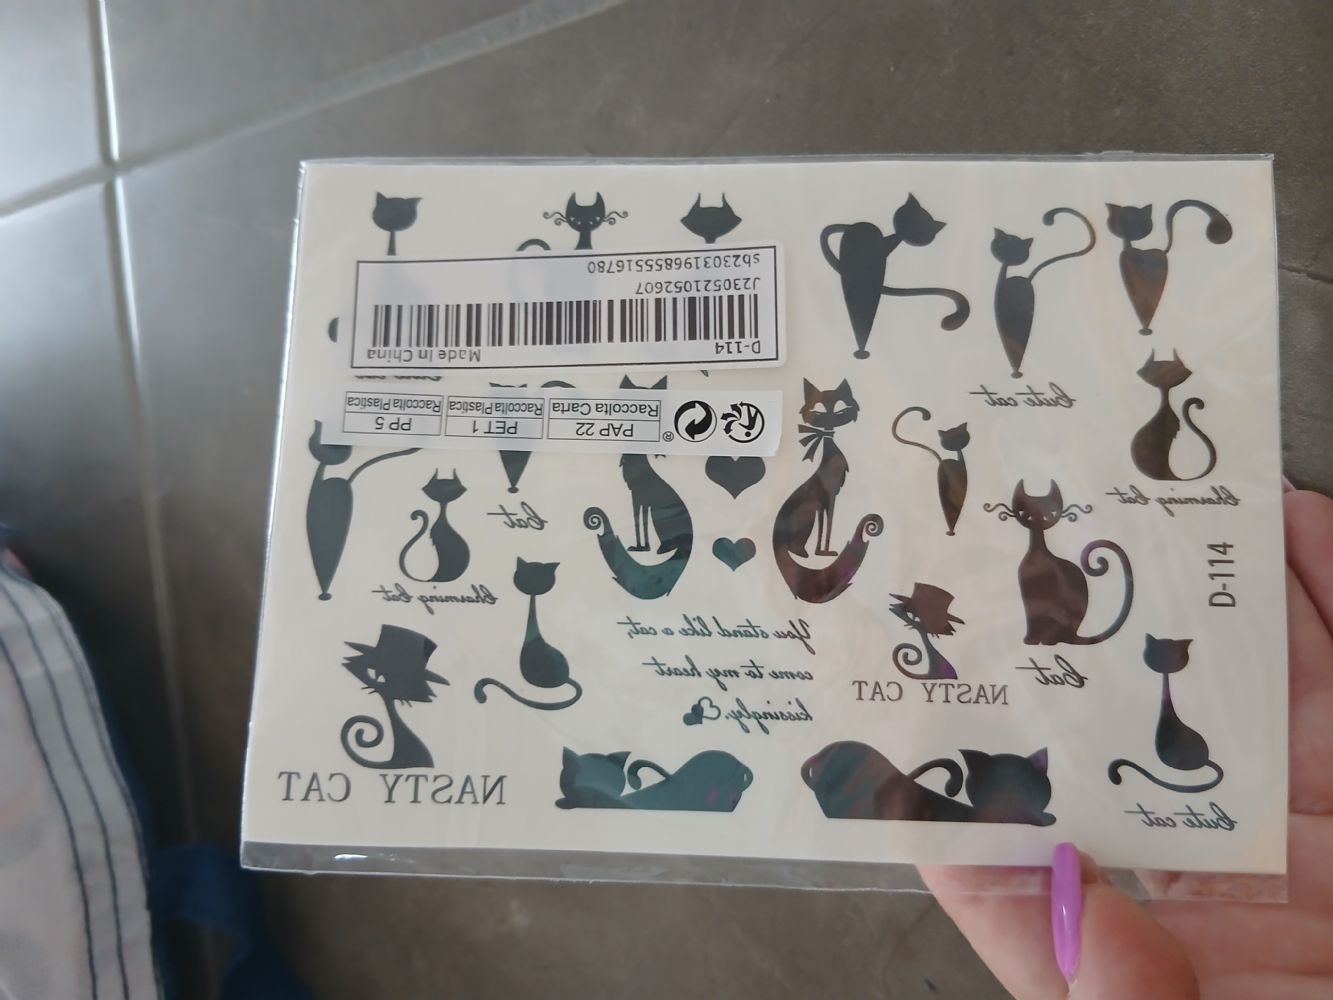 sb2303196855516780
J230521052607
D-114
Made In China
PAP 22
Raccolta Carta
PET 1
Raccolta Plastica
PP 5
Raccolta Plastica
®
Cute cat
Charming Cat
Cat
Charming Cat
D-114
You stand like a cat,
come to my heart
kissingly.
Cat
NASTY CAT
NASTY CAT
Cute cat